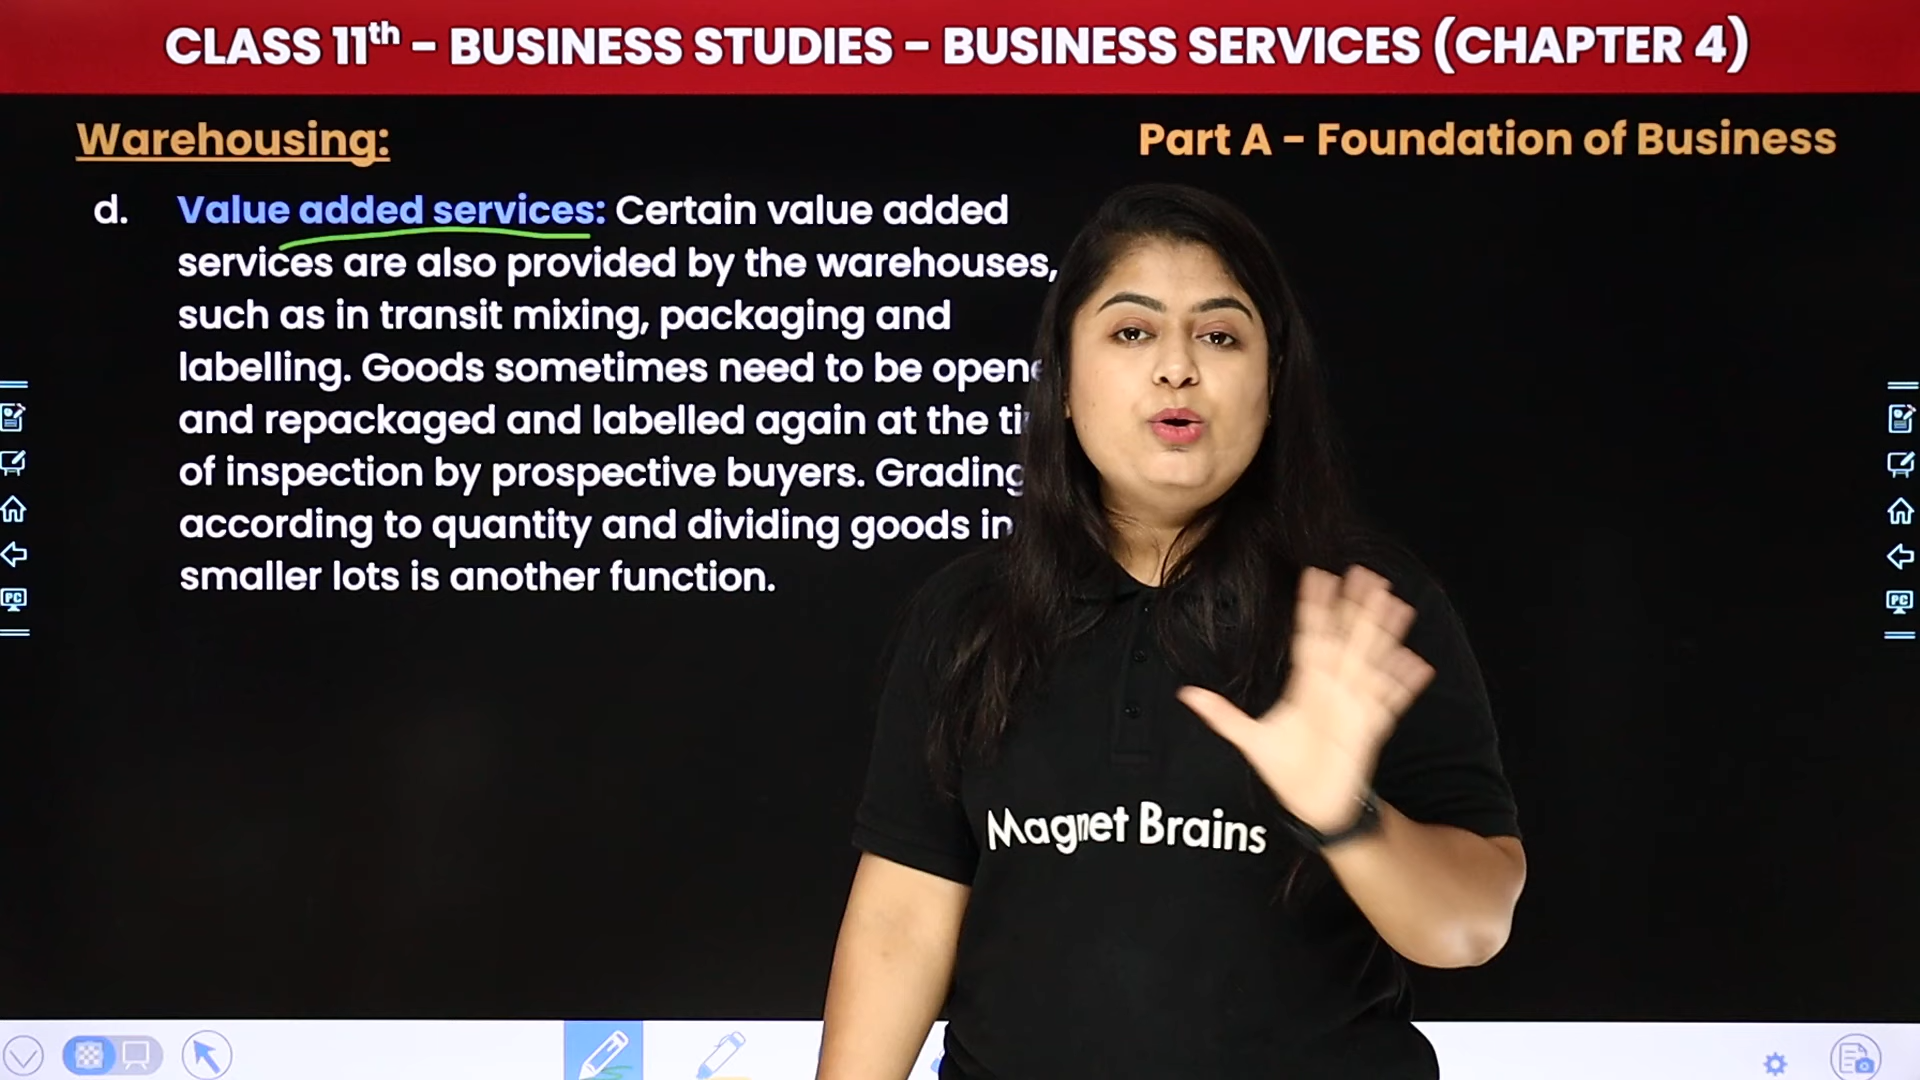 CLASS 11th - BUSINESS STUDIES - BUSINESS SERVICES (CHAPTER 4)
Warehousing:
Part A - Foundation of Business
d. Value added services: Certain value added
services are also provided by the warehouses,
such as in transit mixing, packaging and
labelling. Goods sometimes need to be
and repackaged and labelled again at the
of inspection by prospective buyers. Grading
according to quantity and dividing goods
smaller lots is another function.
Magnet Brains
PC
PC